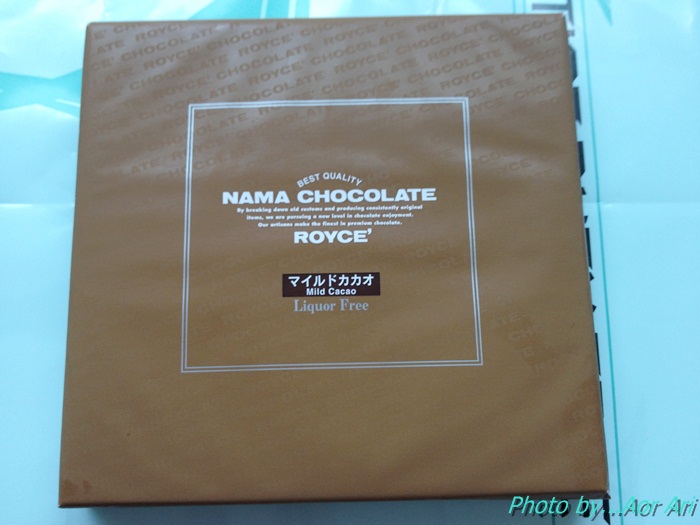 BEST QUALITY
NAMA CHOCOLATE
By breaking down old customs and producing consistently original
items, we are pursuing a new level in chocolate enjoyment.
Our artisans make the finest in premium chocolate.
ROYCE'
マイルドカカオ
Mild Cacao
Liquor Free
Photo by...Aor Ari